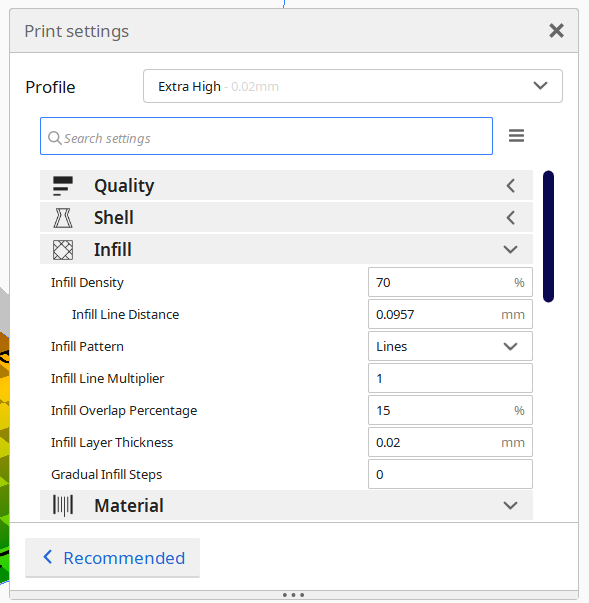 Print settings
Profile
Extra High - 0.02mm
Search settings
Quality
Shell
Infill
Infill Density 70 %
Infill Line Distance 0.0957 mm
Infill Pattern Lines
Infill Line Multiplier 1
Infill Overlap Percentage 15 %
Infill Layer Thickness 0.02 mm
Gradual Infill Steps 0
Material
Recommended